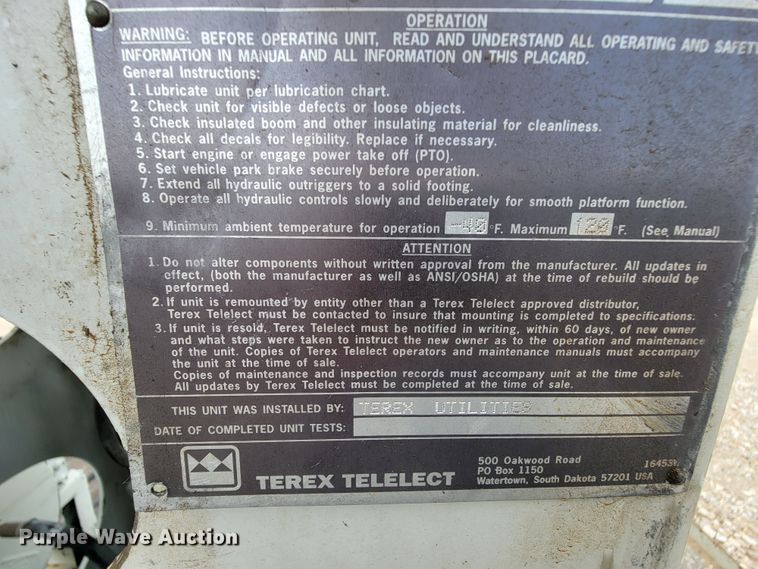 OPERATION
WARNING: BEFORE OPERATING UNIT, READ AND UNDERSTAND ALL OPERATING AND SAFETY
INFORMATION IN MANUAL AND ALL INFORMATION ON THIS PLACARD.
General Instructions:
1. Lubricate unit per lubrication chart.
2. Check unit for visible defects or loose objects.
3. Check insulated boom and other insulating material for cleanliness.
4. Check all decals for legibility. Replace if necessary.
5. Start engine or engage power take off (PTO).
6. Set vehicle park brake securely before operation.
7. Extend all hydraulic outriggers to a solid footing.
8. Operate all hydraulic controls slowly and deliberately for smooth platform function.
9. Minimum ambient temperature for operation -40 °F. Maximum 120 °F. (See, Manual)
ATTENTION
1. Do not alter components without written approval from the manufacturer. All updates in
effect, (both the manufacturer as well as ANSI/OSHA) at the time of rebuild should be
performed.
2. If unit is remounted by entity other than a Terex Telelect approved distributor,
Terex Telelect must be contacted to insure that mounting is completed to specifications.
3. If unit is resold, Terex Telelect must be notified in writing, within 60 days, of new owner
and what steps were taken to instruct the new owner as to the operation and maintenance
of the unit. Copies of Terex Telelect operators and maintenance manuals must accompany
the unit at the time of sale.
Copies of maintenance and inspection records must accompany unit at the time of sale.
All updates by Terex Telelect must be completed at the time of sale.
THIS UNIT WAS INSTALLED BY: TEREX UTILITIES
DATE OF COMPLETED UNIT TESTS:
TEREX TELELECT
500 Oakwood Road
PO Box 1150
Watertown, South Dakota 57201 USA
Purple Wave Auction